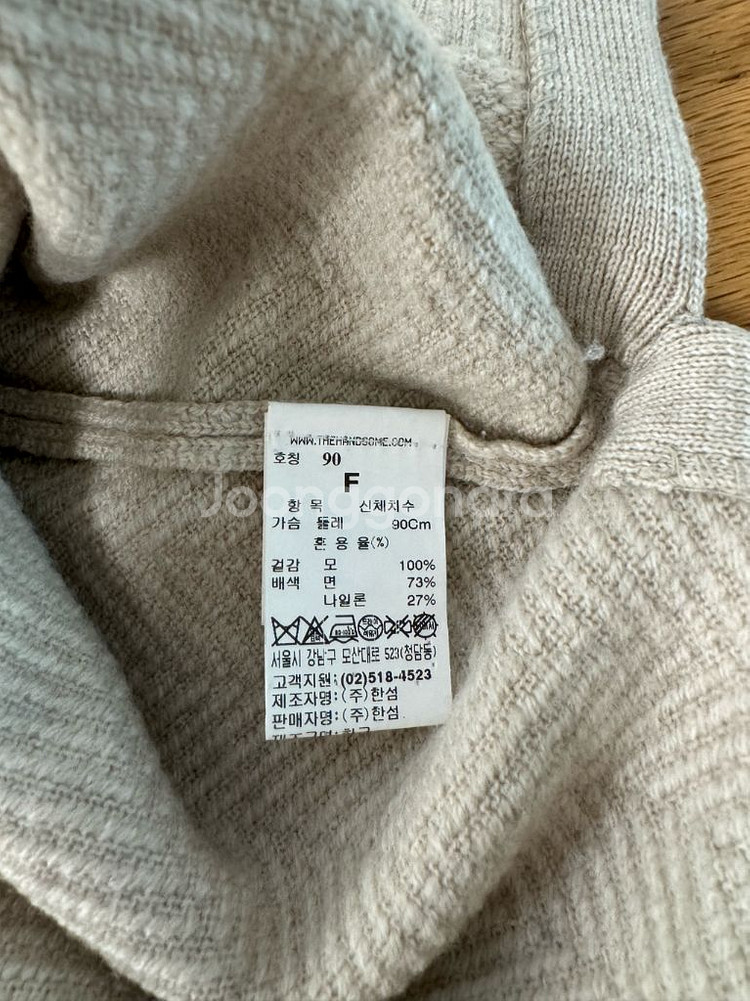 WWW.THEHANDSOME.COM
호칭 90
F
항 목 신체치수
가슴 둘레 90Cm
혼 용 율(%)
겉감 모 100%
배색 면 73%
나일론 27%
서울시 강남구 도산대로 523(청담동)
고객지원:(02)518-4523
제조자명:(주)한섬
판매자명:(주)한섬
Joonggonara